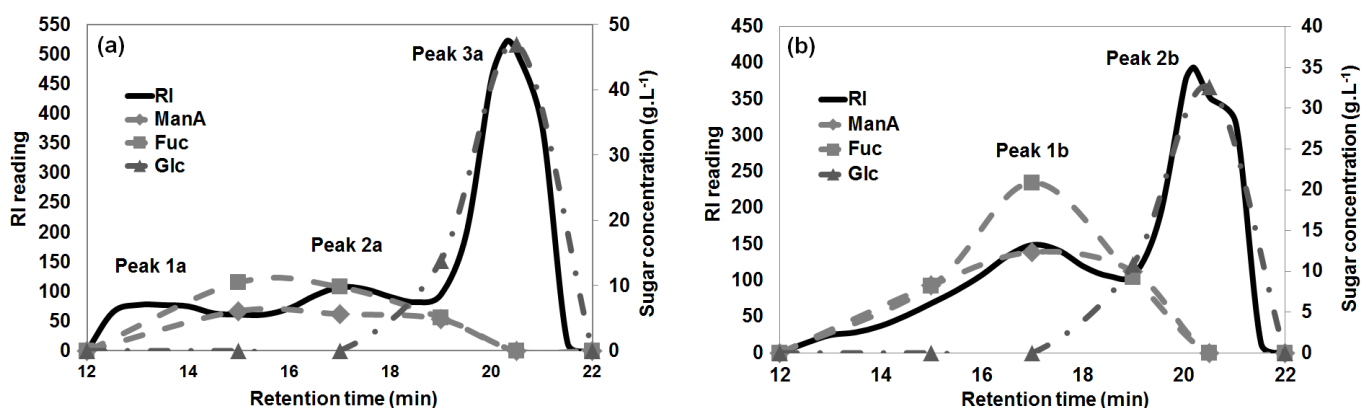 (a)
Peak 3a
Peak 2a
Peak 1a
RI
ManA
Fuc
Glc
RI reading
550
500
450
400
350
300
250
200
150
100
50
0
12 14 16 18 20 22
Retention time (min)
50
40
30
20
10
0
Sugar concentration (g.L-1)
(b)
Peak 2b
Peak 1b
RI
ManA
Fuc
Glc
RI reading
450
400
350
300
250
200
150
100
50
0
12 14 16 18 20 22
Retention time (min)
40
35
30
25
20
15
10
5
0
Sugar concentration (g.L-1)